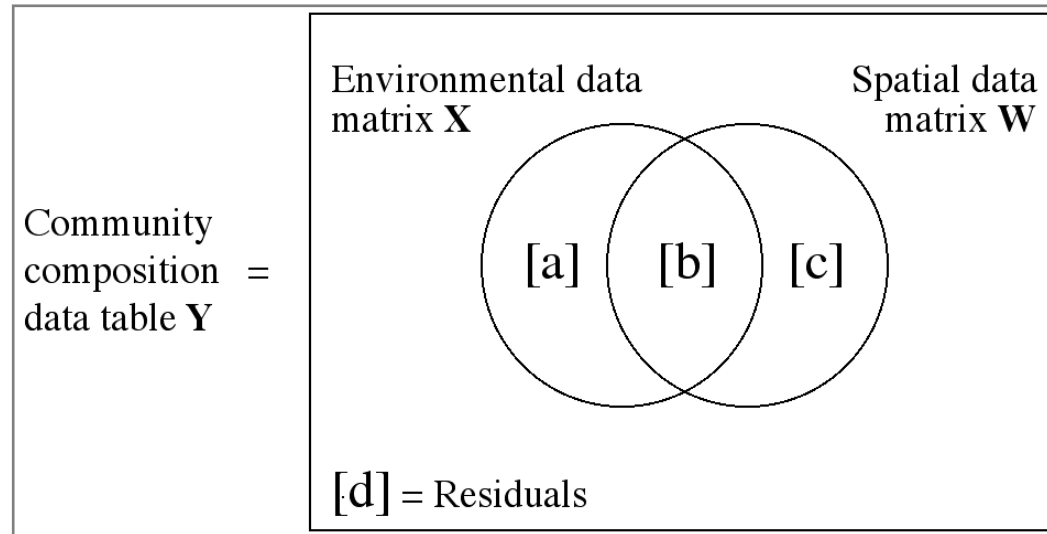 Environmental data
matrix X
Spatial data
matrix W
Community
composition =
data table Y
[a] [b] [c]
[d] = Residuals